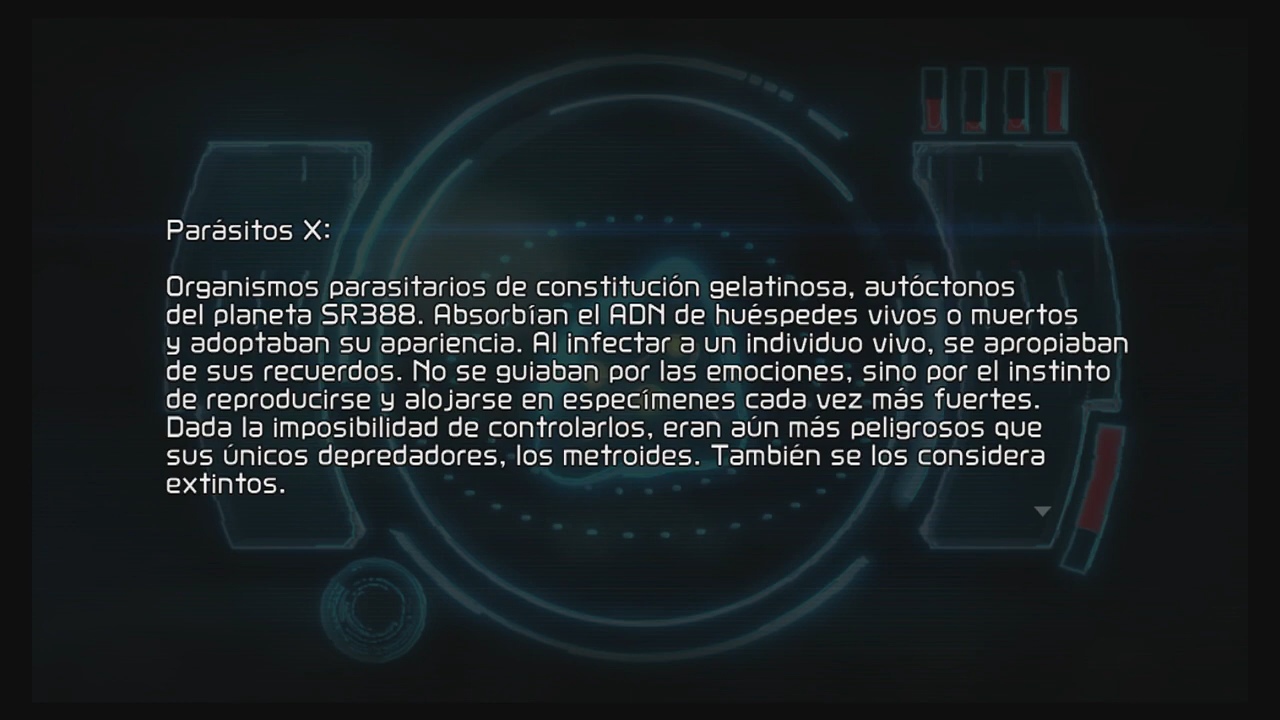 Parásitos X:
Organismos parasitarios de constitución gelatinosa, autóctonos
del planeta SR388. Absorbían el ADN de huéspedes vivos o muertos
y adoptaban su apariencia. Al infectar a un individuo vivo, se apropiaban
de sus recuerdos. No se guiaban por las emociones, sino por el instinto
de reproducirse y alojarse en especímenes cada vez más fuertes.
Dada la imposibilidad de controlarlos, eran aún más peligrosos que
sus únicos depredadores, los metroides. También se los considera
extintos.